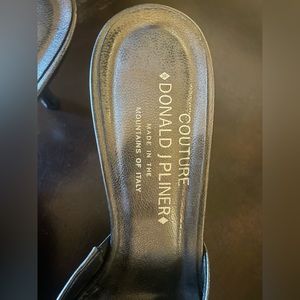 COUTURE
◆DONALD J PLINER◆
MADE IN THE
MOUNTAINS OF ITALY